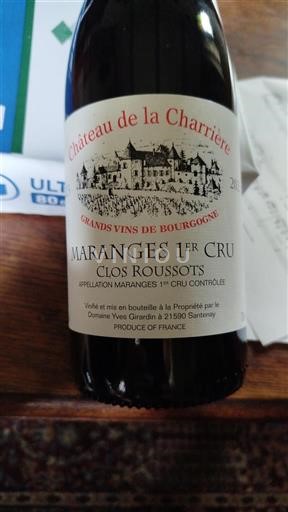 Château de la Charrière
GRANDS VINS DE BOURGOGNE
MARANGES 1ER CRU
CLOS ROUSSOTS
APPELLATION MARANGES 1ER CRU CONTRÔLÉE
Vinifié et mis en bouteille à la Propriété par le
Domaine Yves Girardin à 21590 Santenay
PRODUCE OF FRANCE
ULT